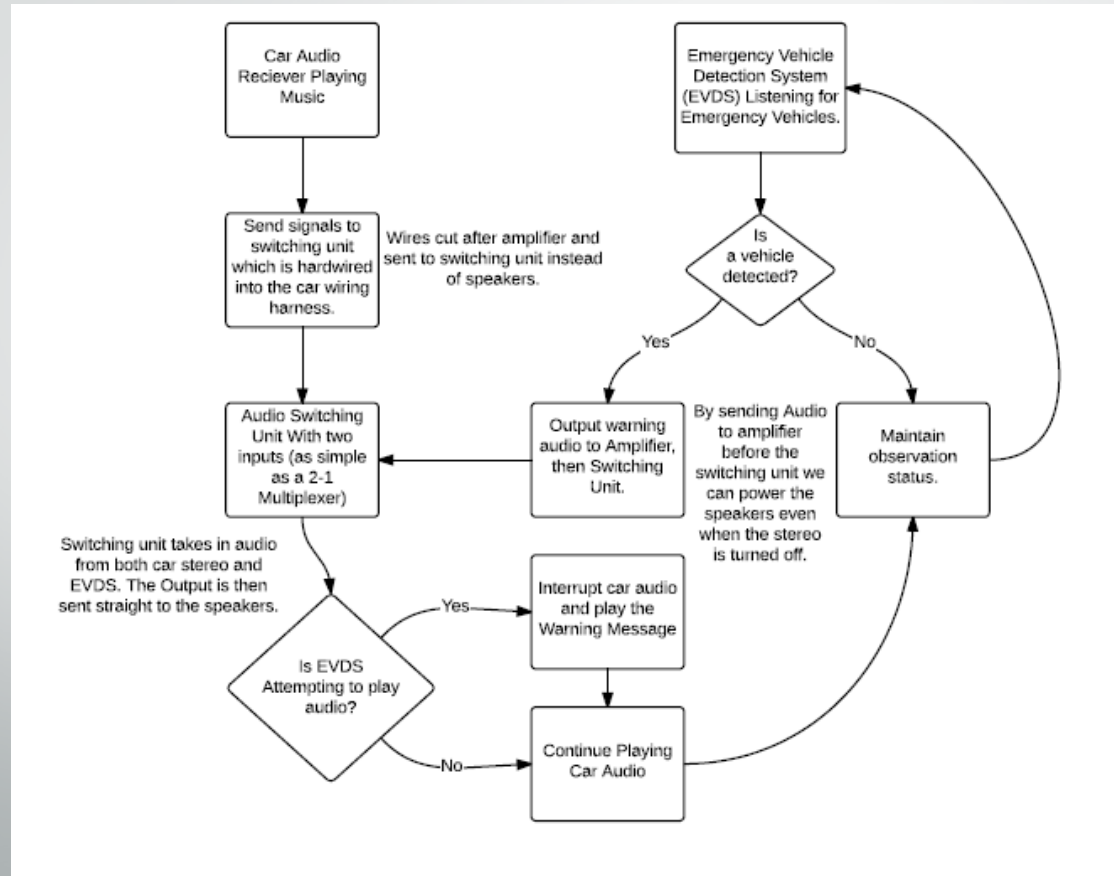 Car Audio
Reciever Playing
Music
Emergency Vehicle
Detection System
(EVDS) Listening for
Emergency Vehicles.
Send signals to
switching unit
which is hardwired
into the car wiring
harness.
Wires cut after amplifier and
sent to switching unit instead
of speakers.
Is
a vehicle
detected?
Yes
No
Audio Switching
Unit With two
inputs (as simple
as a 2-1
Multiplexer)
Output warning
audio to Amplifier,
then Switching
Unit.
By sending Audio
to amplifier
before the
switching unit we
can power the
speakers even
when the stereo
is turned off.
Maintain
observation
status.
Switching unit takes in audio
from both car stereo and
EVDS. The Output is then
sent straight to the speakers.
Is EVDS
Attempting to play
audio?
Yes
Interrupt car audio
and play the
Warning Message
No
Continue Playing
Car Audio